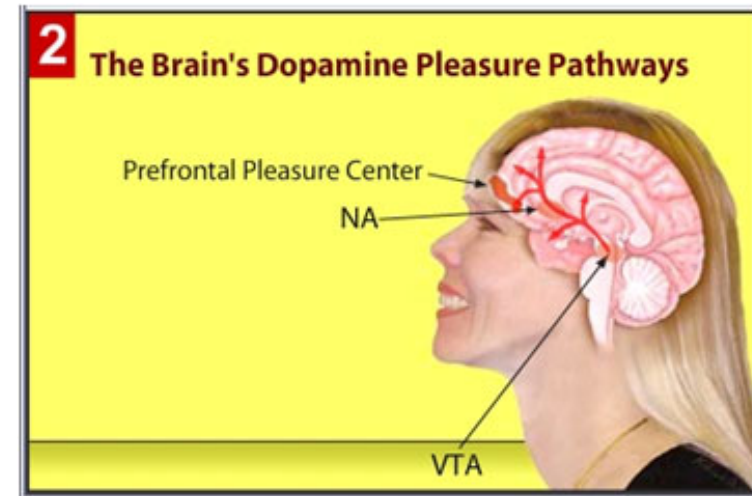 2
The Brain's Dopamine Pleasure Pathways
Prefrontal Pleasure Center
NA
VTA